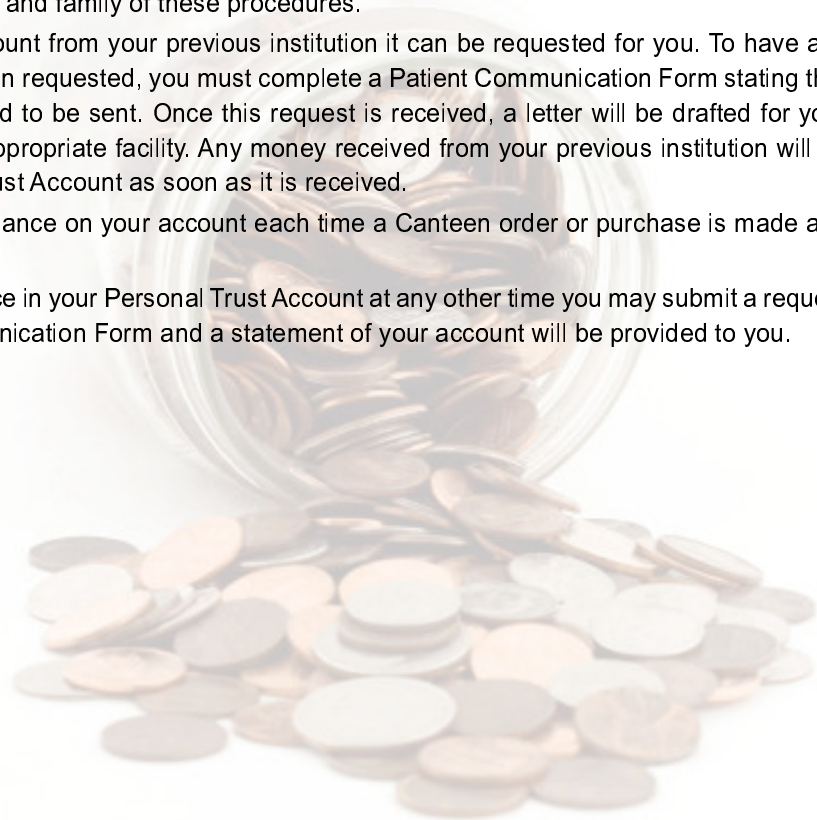 and family of these procedures.
ount from your previous institution it can be requested for you. To have a
n requested, you must complete a Patient Communication Form stating th
d to be sent. Once this request is received, a letter will be drafted for yo
ppropriate facility. Any money received from your previous institution will
ust Account as soon as it is received.
ance on your account each time a Canteen order or purchase is made a
ce in your Personal Trust Account at any other time you may submit a reque
nication Form and a statement of your account will be provided to you.